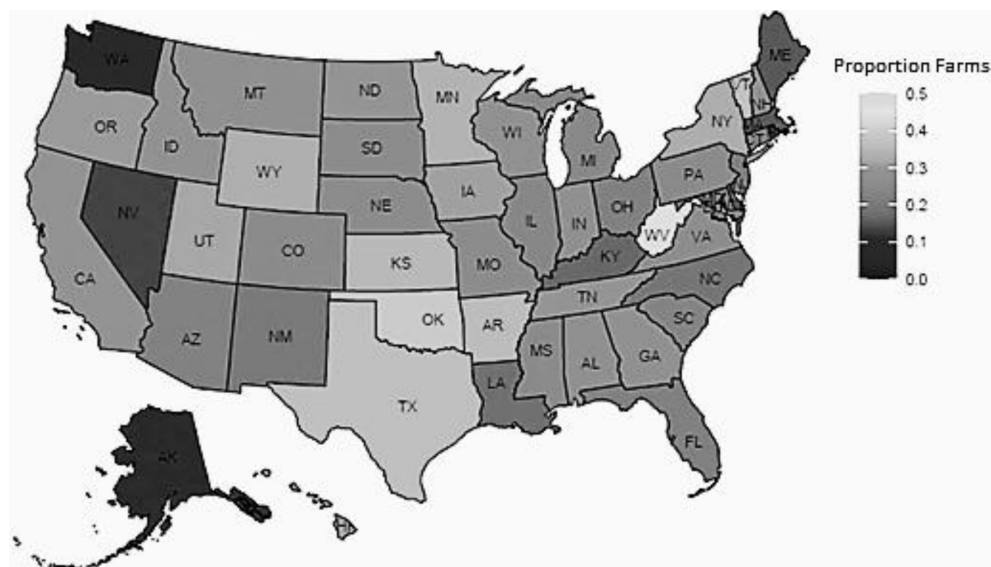 WA
ME
Proportion Farms
MT
ND
MN
VT
NH
0.5
OR
ID
SD
WI
NY
MA
0.4
WY
MI
0.3
IA
PA
NE
0.2
NV
UT
IL
IN
OH
WV
CO
VA
0.1
CA
KS
MO
KY
0.0
NC
TN
OK
AZ
NM
AR
SC
MS
AL
GA
LA
TX
FL
AK
HI